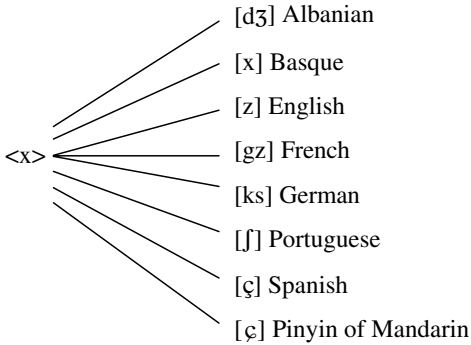 [dʒ] Albanian
[x] Basque
[z] English
<x>
[gz] French
[ks] German
[ʃ] Portuguese
[ç] Spanish
[ɕ] Pinyin of Mandarin